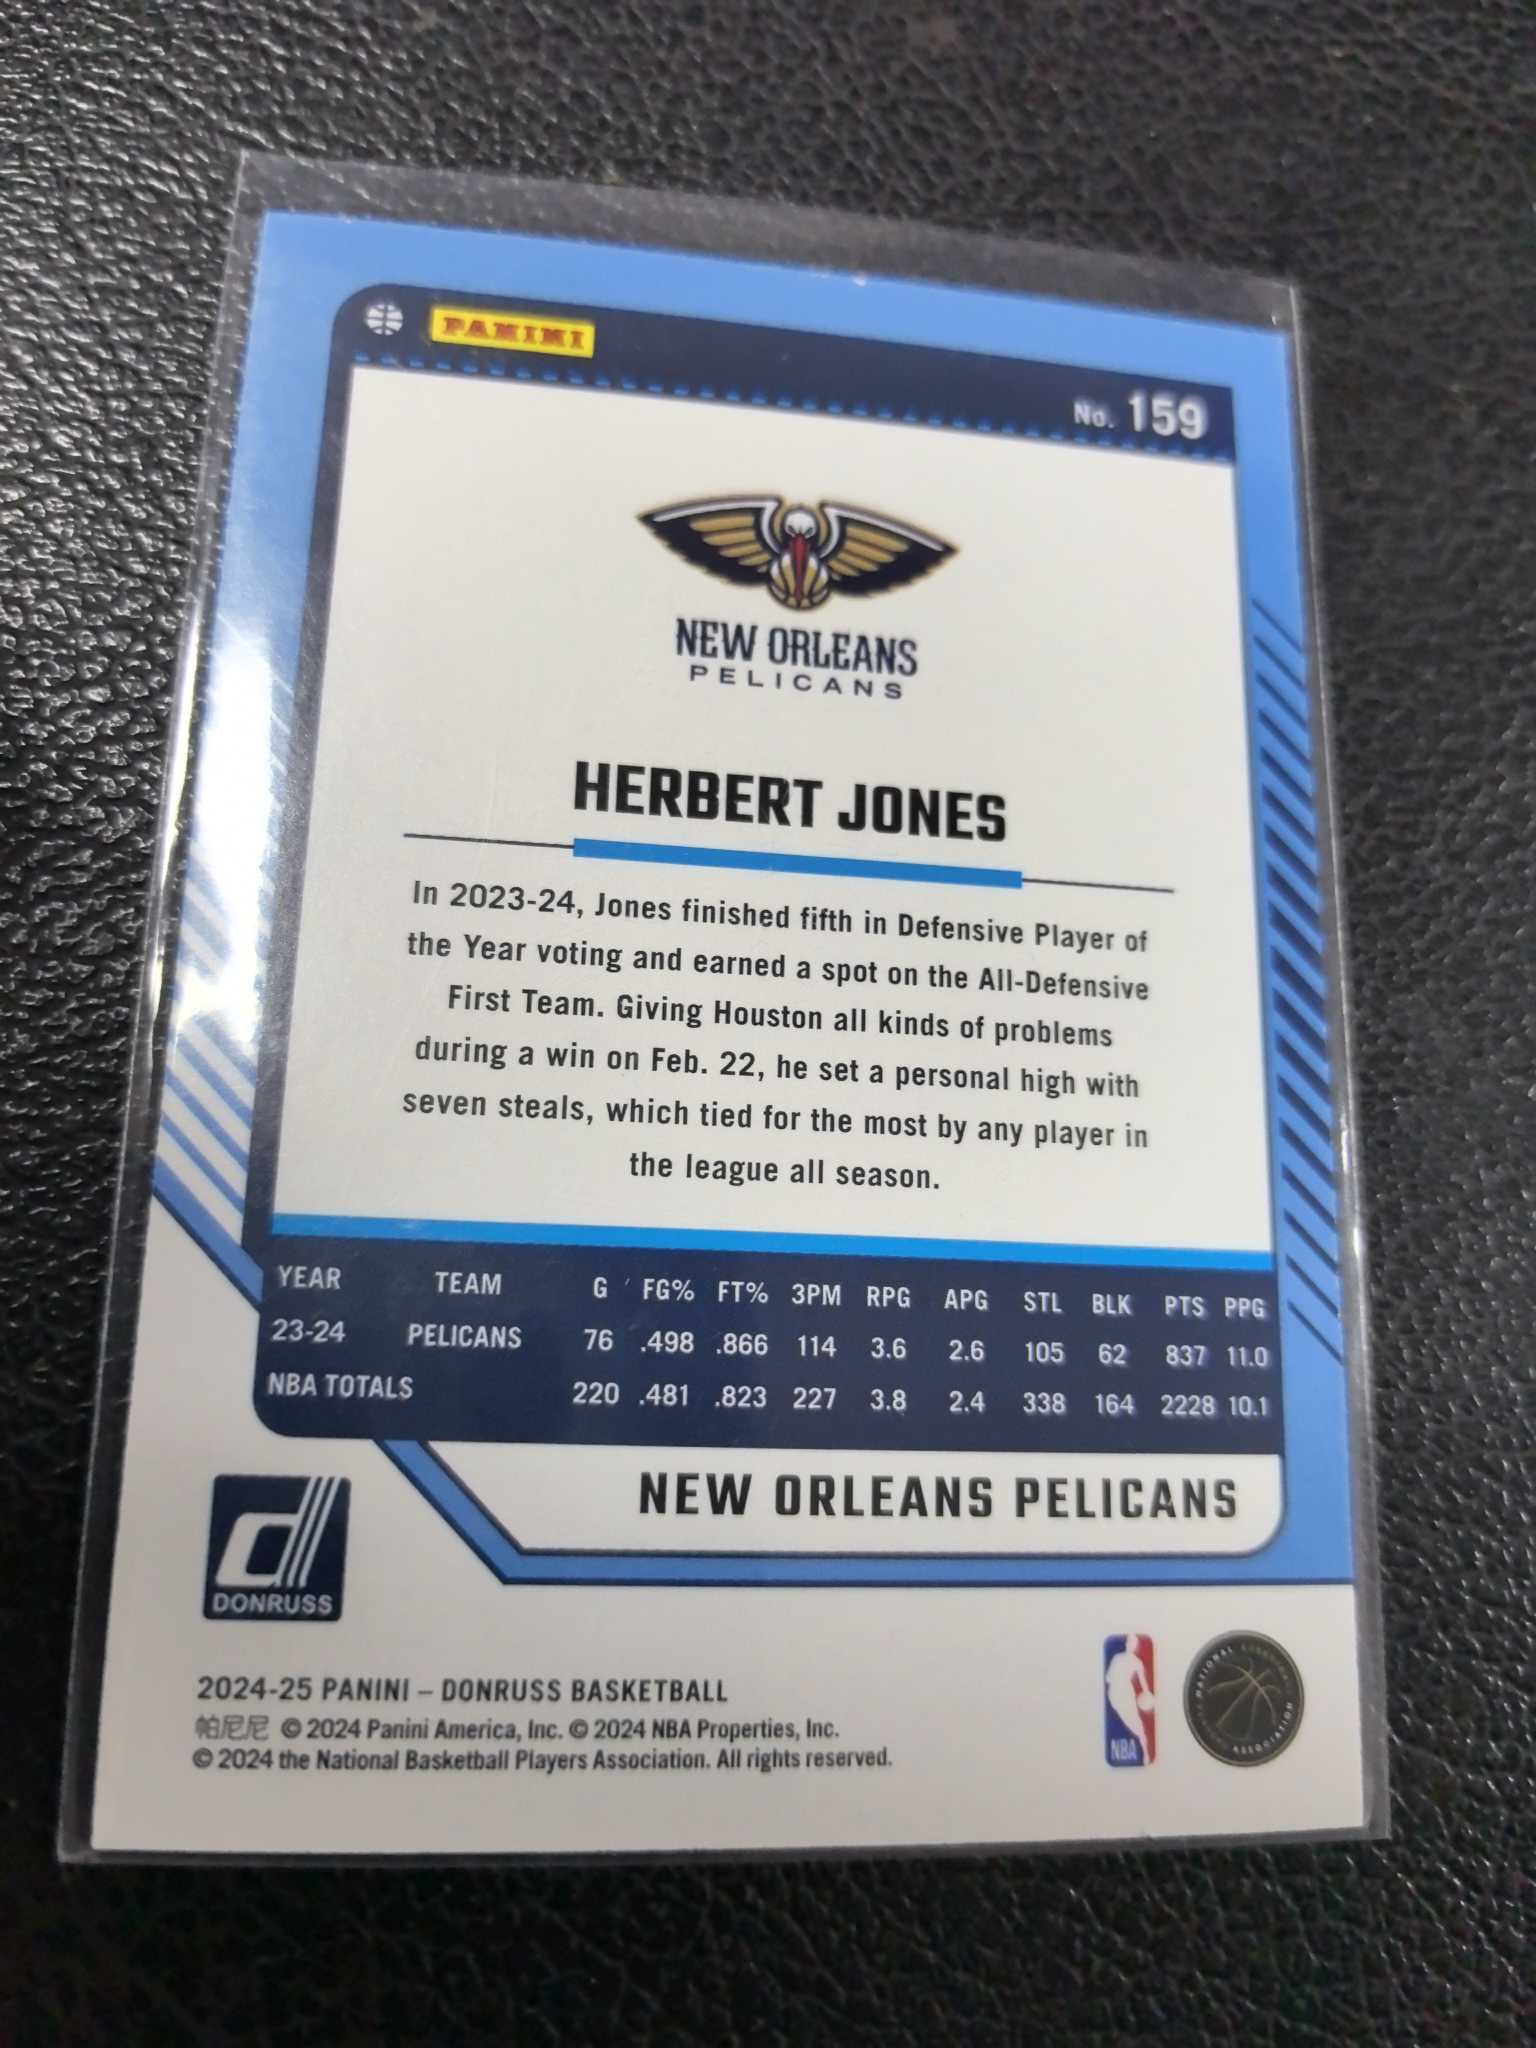 PANINI
No. 159
NEW ORLEANS
PELICANS
HERBERT JONES
In 2023-24, Jones finished fifth in Defensive Player of
the Year voting and earned a spot on the All-Defensive
First Team. Giving Houston all kinds of problems
during a win on Feb. 22, he set a personal high with
seven steals, which tied for the most by any player in
the league all season.
YEAR TEAM G FG% FT% 3PM RPG APG STL BLK PTS PPG
23-24 PELICANS 76 .498 .866 114 3.6 2.6 105 62 837 11.0
NBA TOTALS 220 .481 .823 227 3.8 2.4 338 164 2228 10.1
NEW ORLEANS PELICANS
d
DONRUSS
2024-25 PANINI – DONRUSS BASKETBALL
帕尼尼 © 2024 Panini America, Inc. © 2024 NBA Properties, Inc.
© 2024 the National Basketball Players Association. All rights reserved.
NBA
NATIONAL
ASSOCIATION